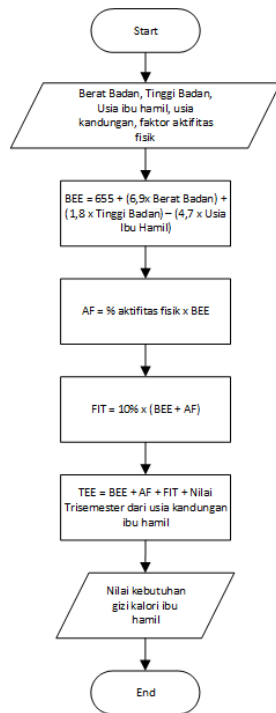 Start
Berat Badan, Tinggi Badan,
Usia ibu hamil, usia
kandungan, faktor aktifitas
fisik
BEE = 655 + (6,9x Berat Badan) +
(1,8 x Tinggi Badan) – (4,7 x Usia
Ibu Hamil)
AF = % aktifitas fisik x BEE
FIT = 10% x (BEE + AF)
TEE = BEE + AF + FIT + Nilai
Trisemester dari usia kandungan
ibu hamil
Nilai kebutuhan
gizi kalori ibu
hamil
End